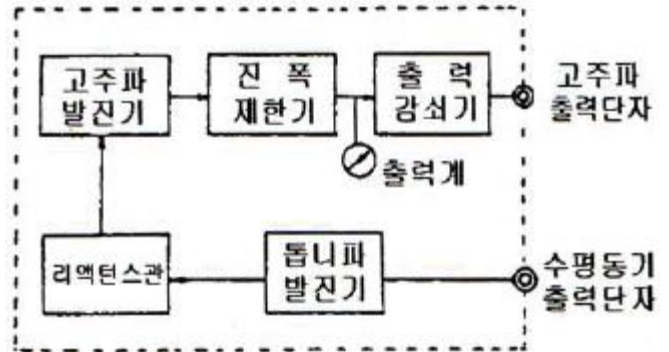 고주파
발진기
진 폭
제한기
출 력
감쇠기
고주파
출력단자
출력계
리액턴스관
톱니파
발진기
수평동기
출력단자